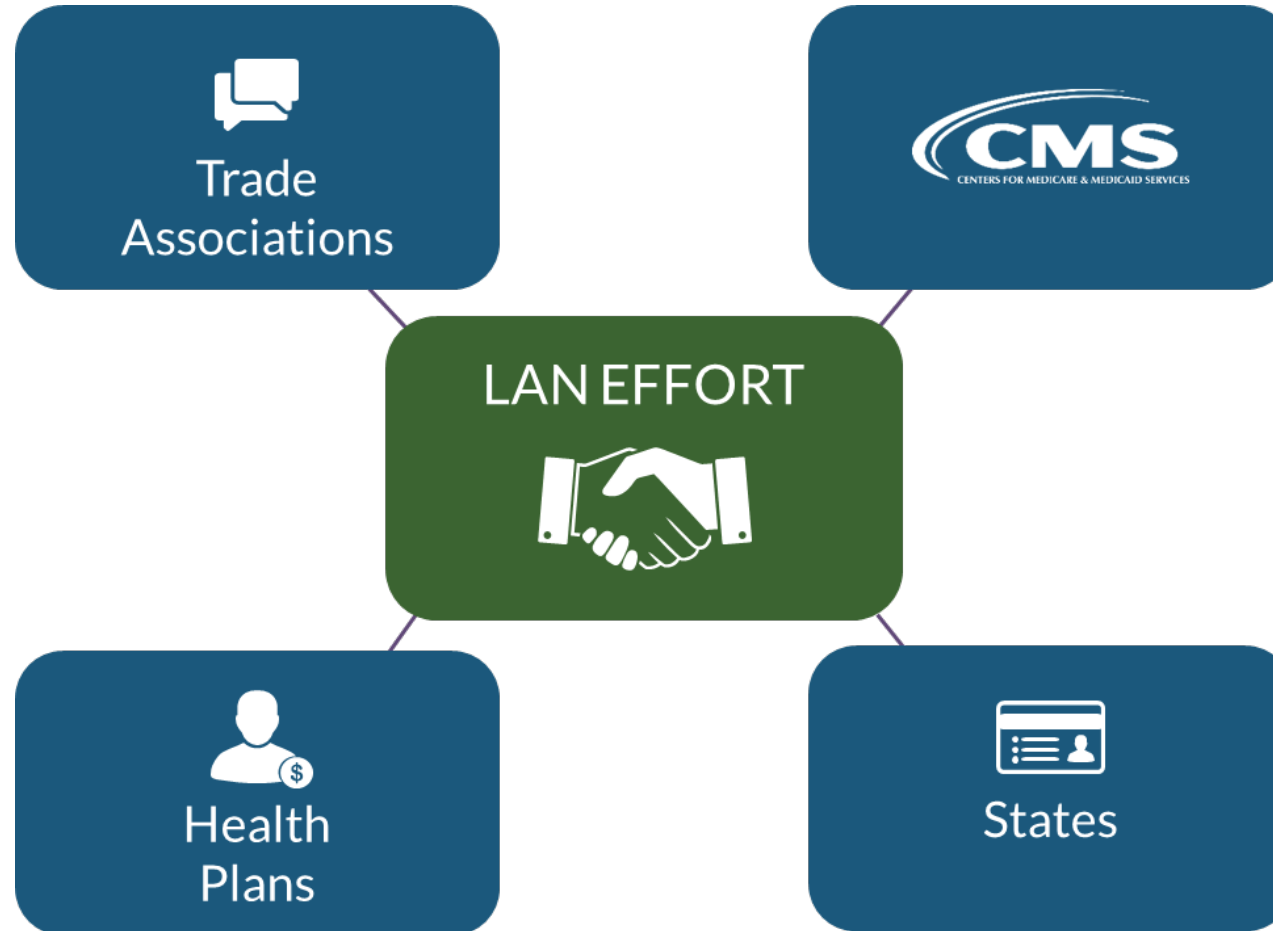 Trade
Associations
CMS
CENTERS FOR MEDICARE & MEDICAID SERVICES
LAN EFFORT
$
Health
Plans
States